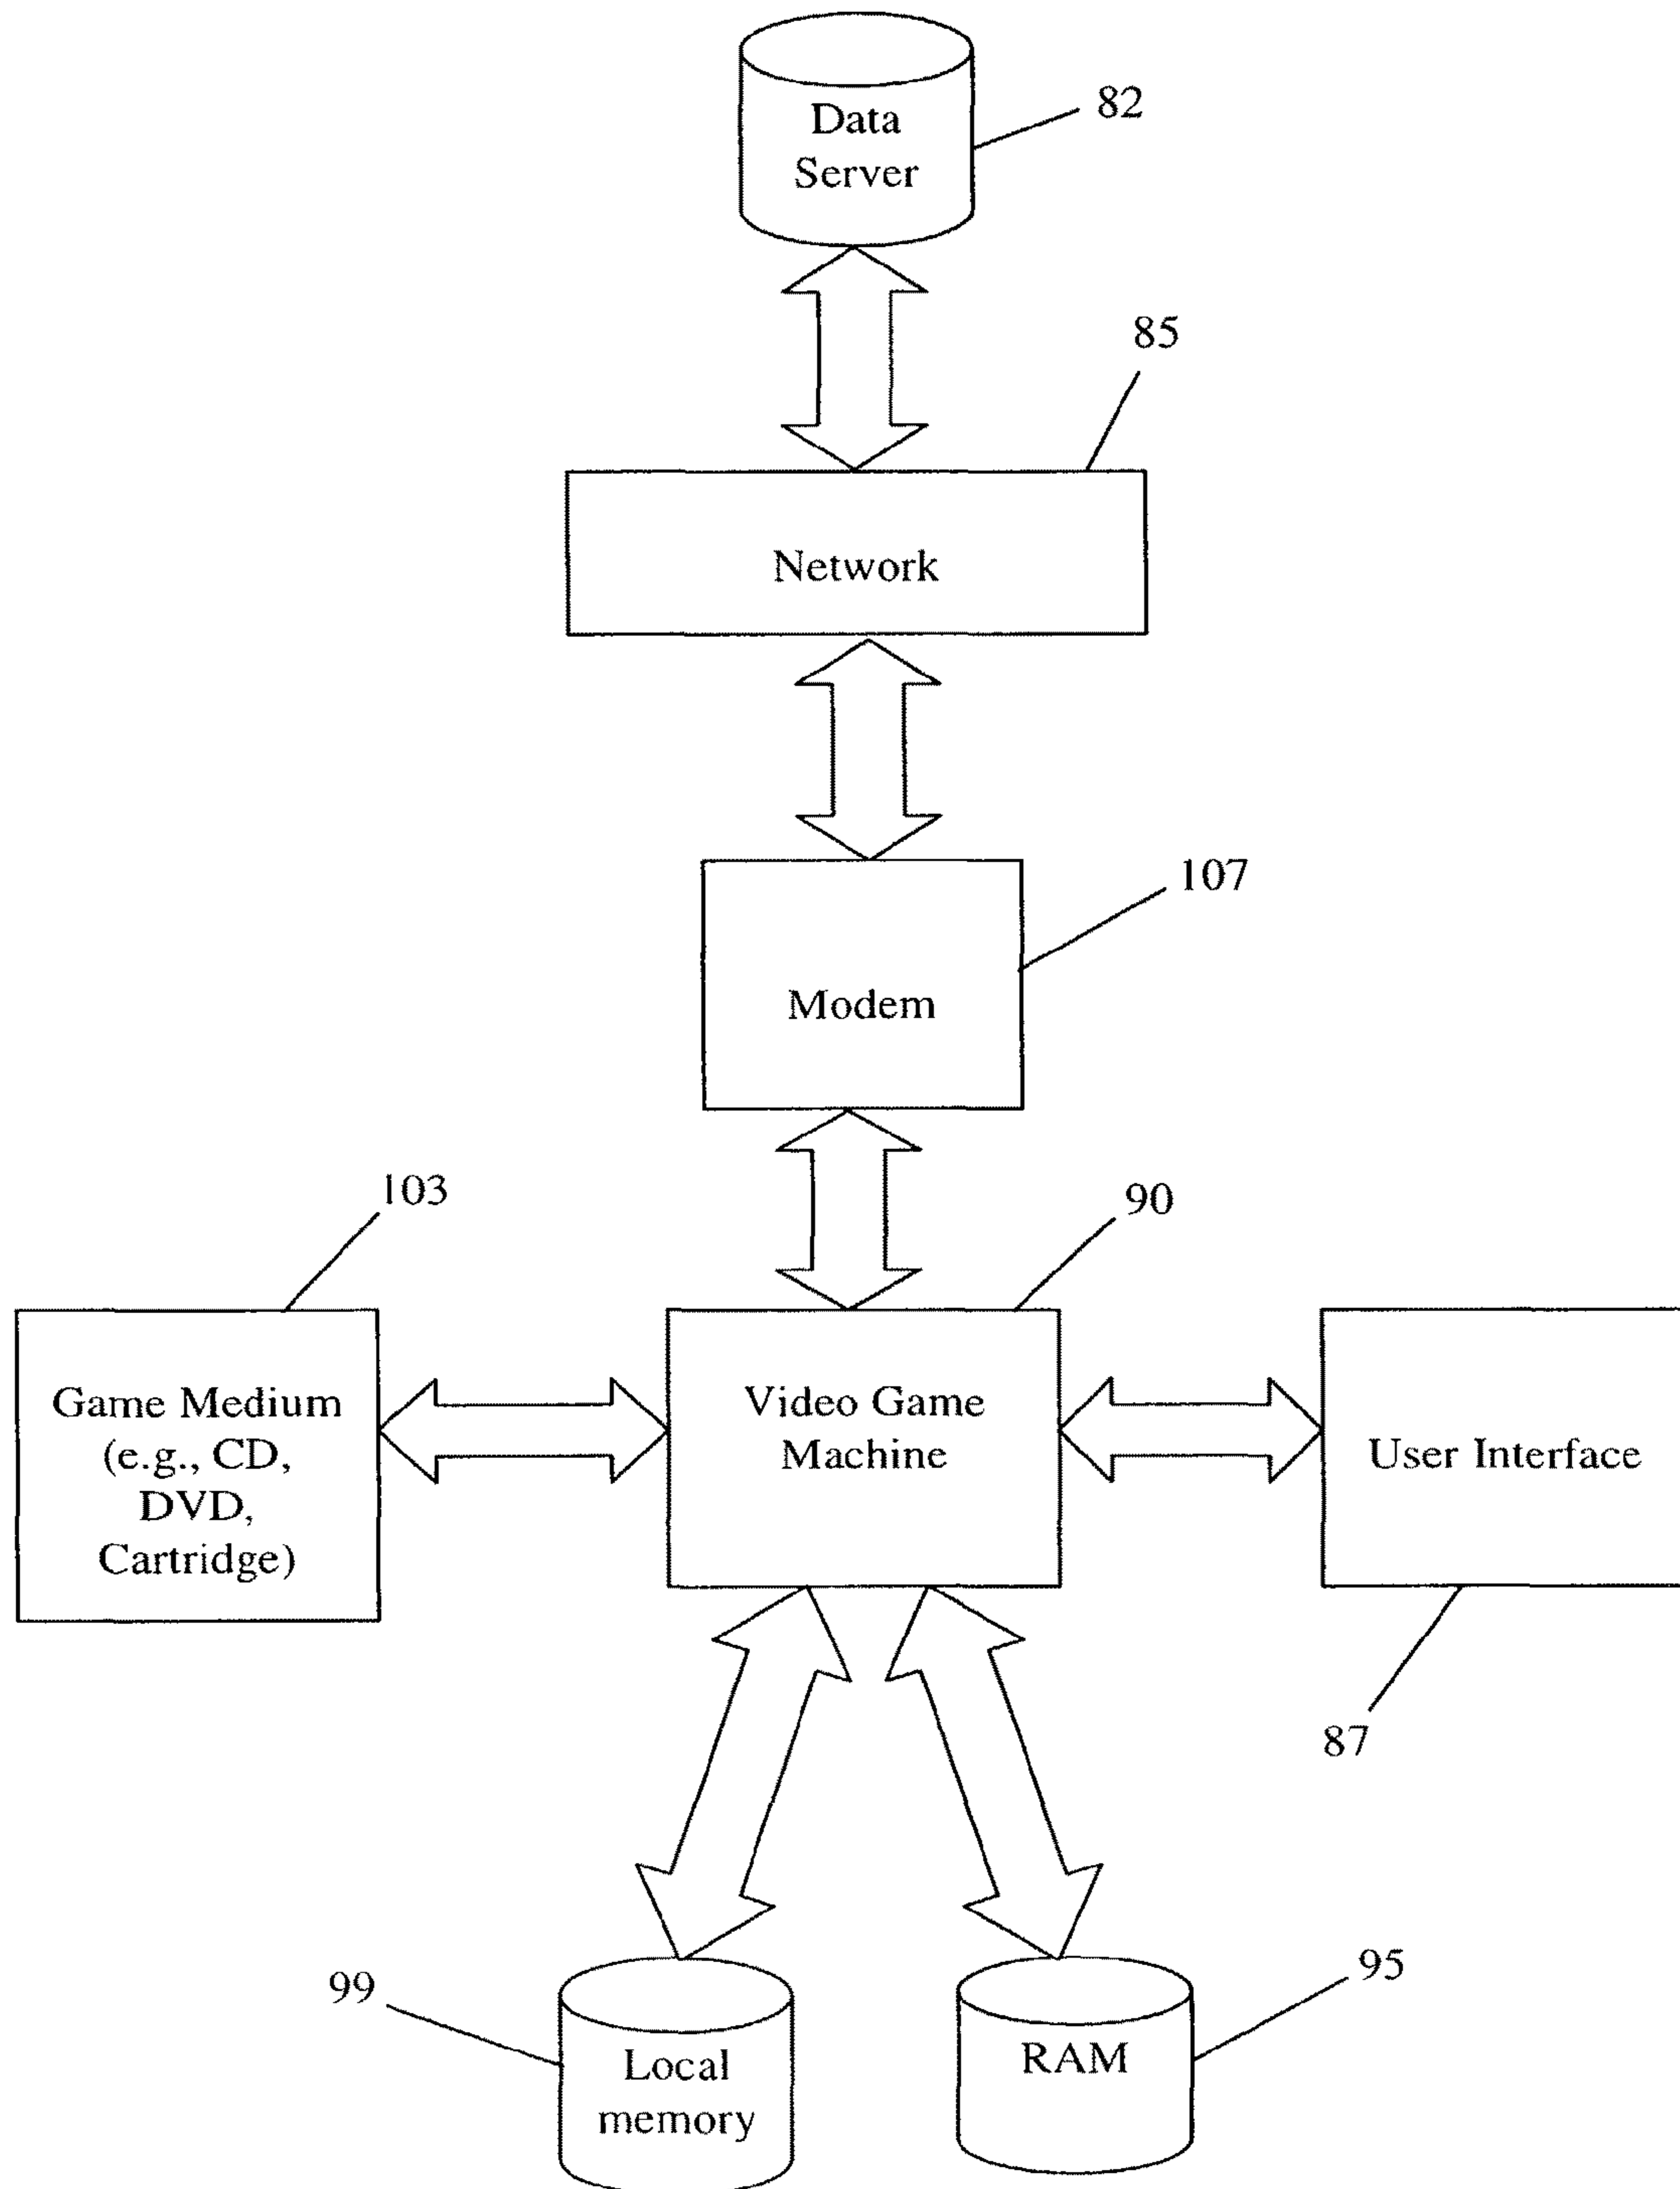 Data
Server
82
85
Network
107
Modem
103
90
Game Medium
(e.g., CD,
DVD,
Cartridge)
Video Game
Machine
User Interface
87
99
Local
memory
RAM
95